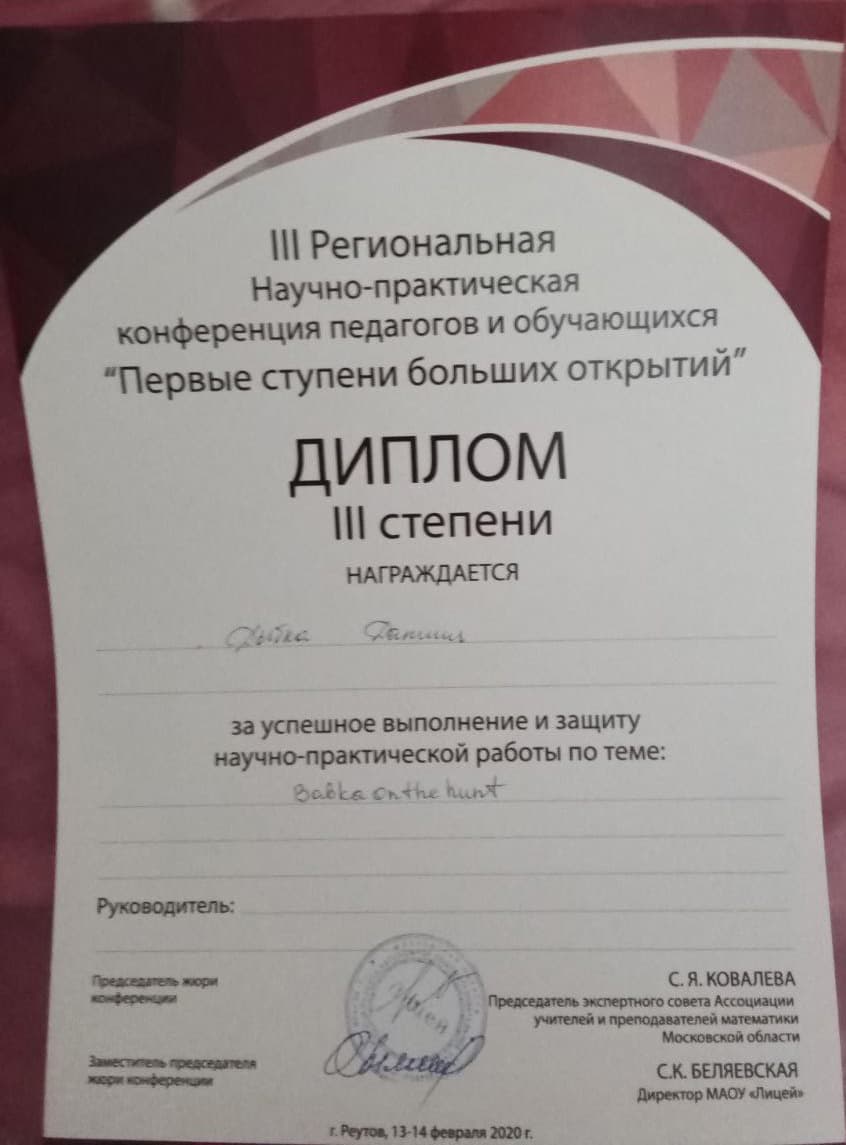 III Региональная
Научно-практическая
конференция педагогов и обучающихся
“Первые ступени больших открытий”
ДИПЛОМ
III степени
НАГРАЖДАЕТСЯ
за успешное выполнение и защиту
научно-практической работы по теме:
Babka on the hunt
Руководитель:
Председатель жюри
конференции
С. Я. КОВАЛЕВА
Председатель экспертного совета Ассоциации
учителей и преподавателей математики
Московской области
Заместитель председателя
жюри конференции
С.К. БЕЛЯЕВСКАЯ
Директор МАОУ «Лицей»
г. Реутов, 13-14 февраля 2020 г.